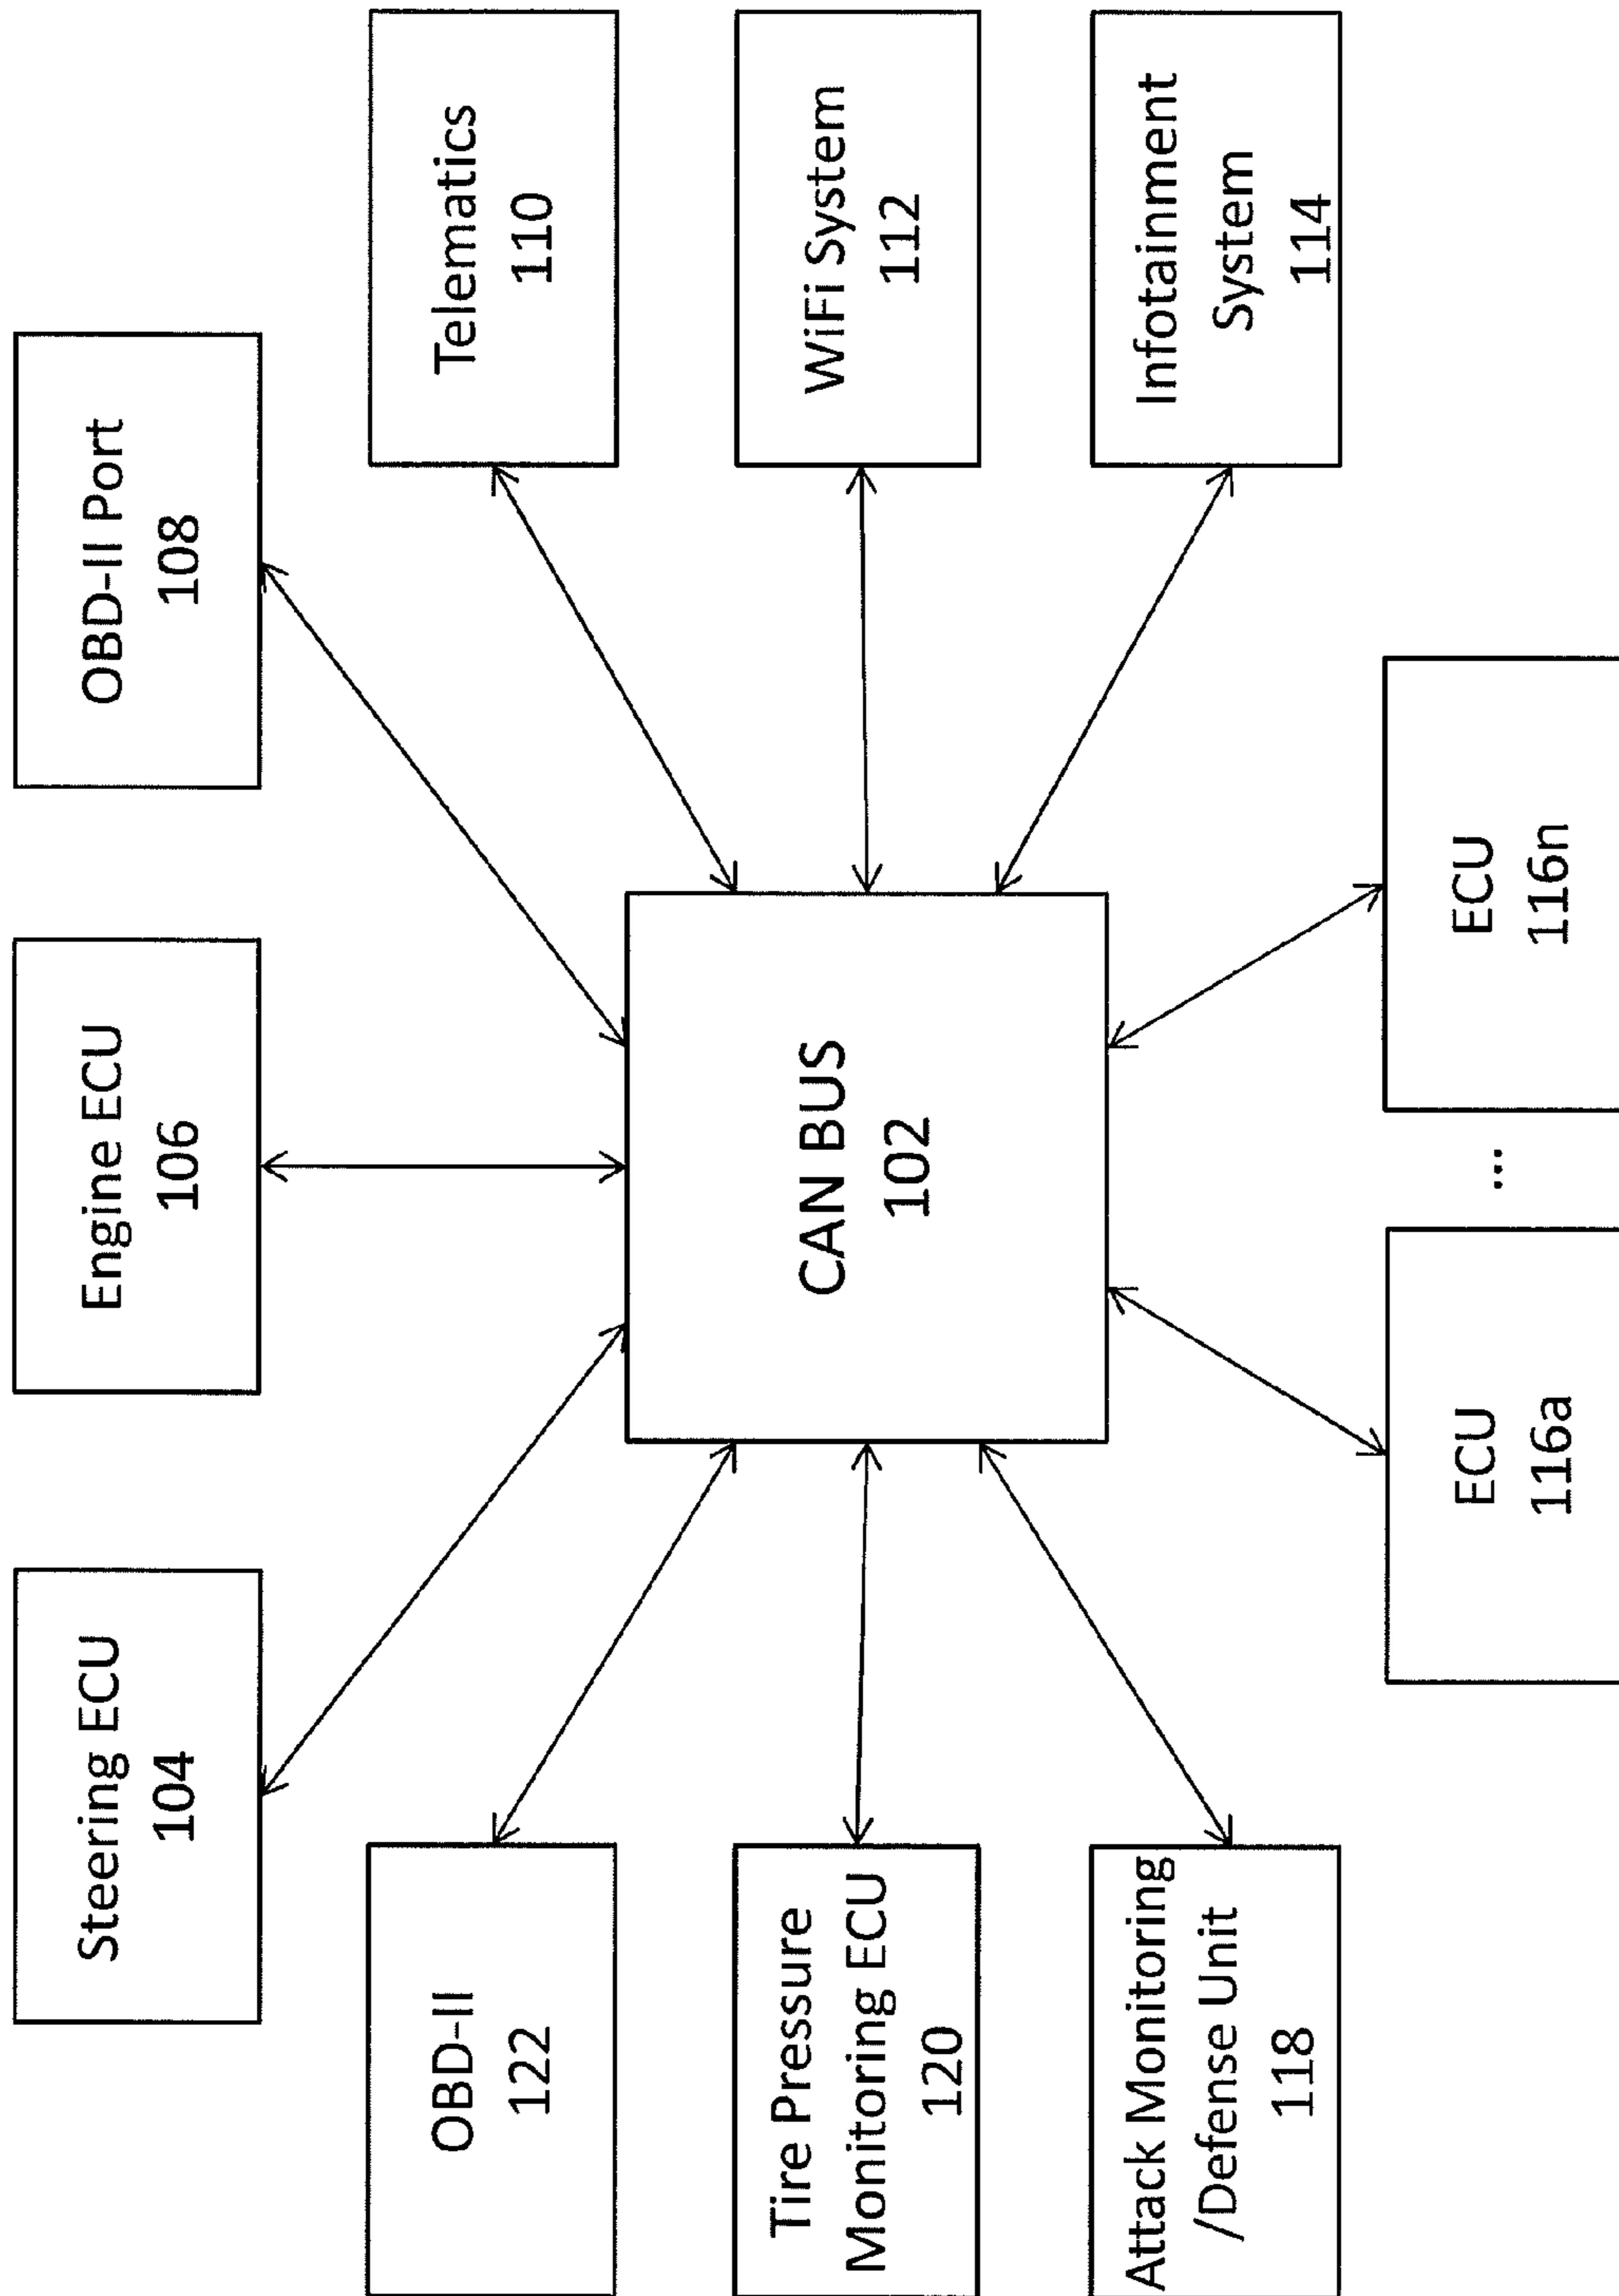 Steering ECU
104
Engine ECU
106
OBD-II Port
108
OBD-II
122
Telematics
110
Tire Pressure
Monitoring ECU
120
CAN BUS
102
WiFi System
112
Attack Monitoring
/Defense Unit
118
Infotainment
System
114
ECU
116a
...
ECU
116n